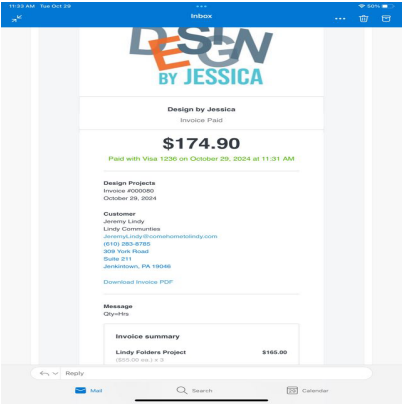 11:33 AM Tue Oct 29
50%
Inbox
DESIGN
BY JESSICA
Design by Jessica
Invoice Paid
$174.90
Paid with Visa 1236 on October 29, 2024 at 11:31 AM
Design Projects
Invoice #000080
October 29, 2024
Customer
Jeremy Lindy
Lindy Communties
JeremyLindy@comehometolindy.com
(610) 283-8785
309 York Road
Suite 211
Jenkintown, PA 19046
Download Invoice PDF
Message
Qty=Hrs
Invoice summary
Lindy Folders Project $165.00
($55.00 ea.) x 3
Reply
Mail
Search
Calendar